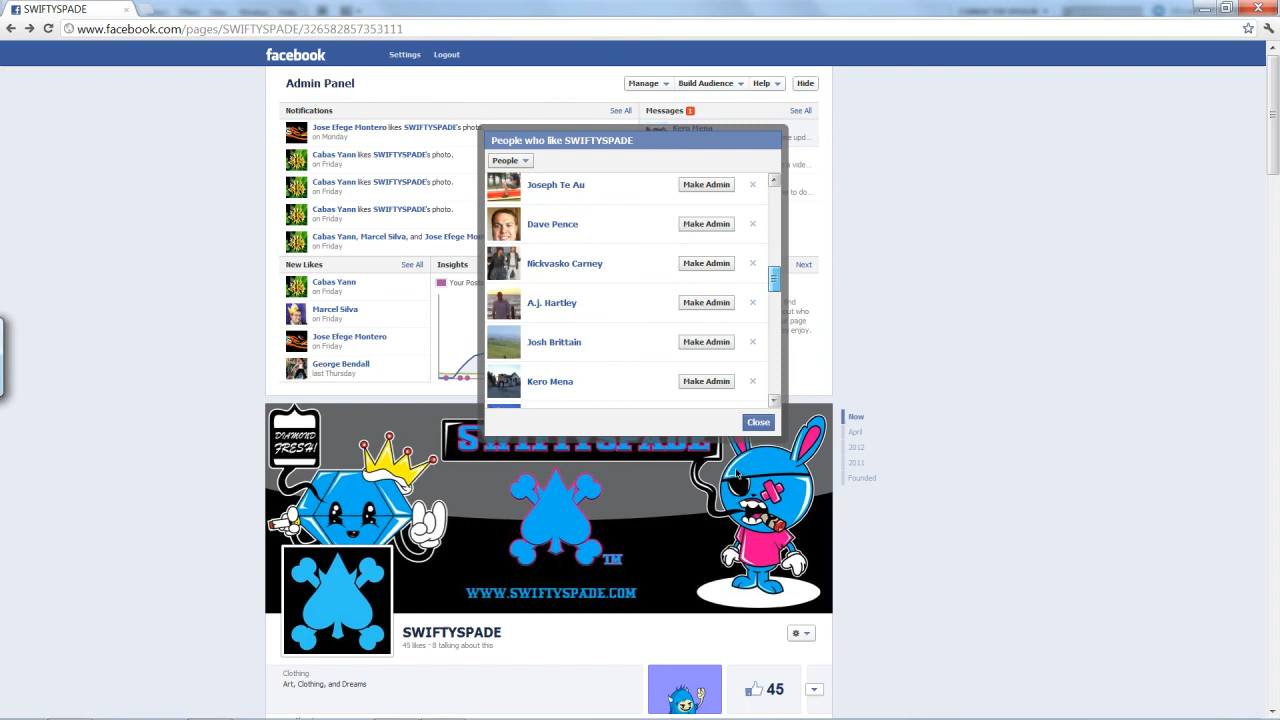 SWIFTYSPADE
www.facebook.com/pages/SWIFTYSPADE/326582857353111
facebook
Settings
Logout
Admin Panel
Manage
Build Audience
Help
Hide
Notifications
See All
Messages
See All
Jose Efege Montero likes SWIFTYSPADE's photo.
on Monday
Cabas Yann likes SWIFTYSPADE's photo.
on Friday
Cabas Yann likes SWIFTYSPADE's photo.
on Friday
Cabas Yann likes SWIFTYSPADE's photo.
on Friday
Cabas Yann, Marcel Silva, and Jose Efege Mon
on Friday
Kero Mena
New Likes
See All
Insights
Next
Your Posts
Cabas Yann
on Friday
Marcel Silva
on Friday
Jose Efege Montero
on Friday
George Bendall
last Thursday
People who like SWIFTYSPADE
People
Joseph Te Au
Make Admin
Dave Pence
Make Admin
Nickvasko Carney
Make Admin
A.j. Hartley
Make Admin
Josh Brittain
Make Admin
Kero Mena
Make Admin
Close
Now
April
2012
2011
Founded
DIAMOND
FRESH!
SWIFTYSPADE
TM
WWW.SWIFTYSPADE.COM
SWIFTYSPADE
45 likes · 8 talking about this
Clothing
Art, Clothing, and Dreams
45